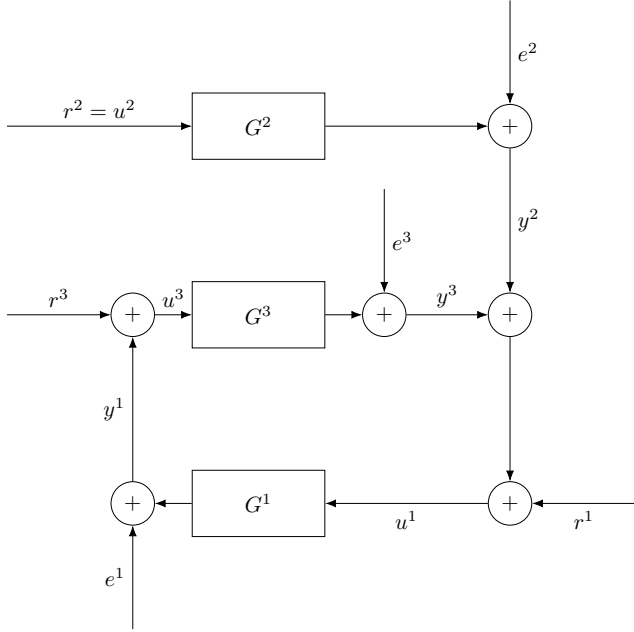 e^2
r^2 = u^2
G^2
+
y^2
e^3
r^3
+
u^3
G^3
+
y^3
+
y^1
+
G^1
u^1
+
r^1
e^1